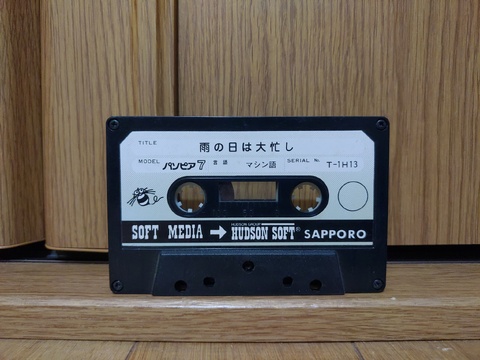 TITLE 雨の日は大忙し
MODEL パソピア7 言語 マシン語 SERIAL No. T-1H13
HUDSON GROUP
SOFT MEDIA → HUDSON SOFT® SAPPORO